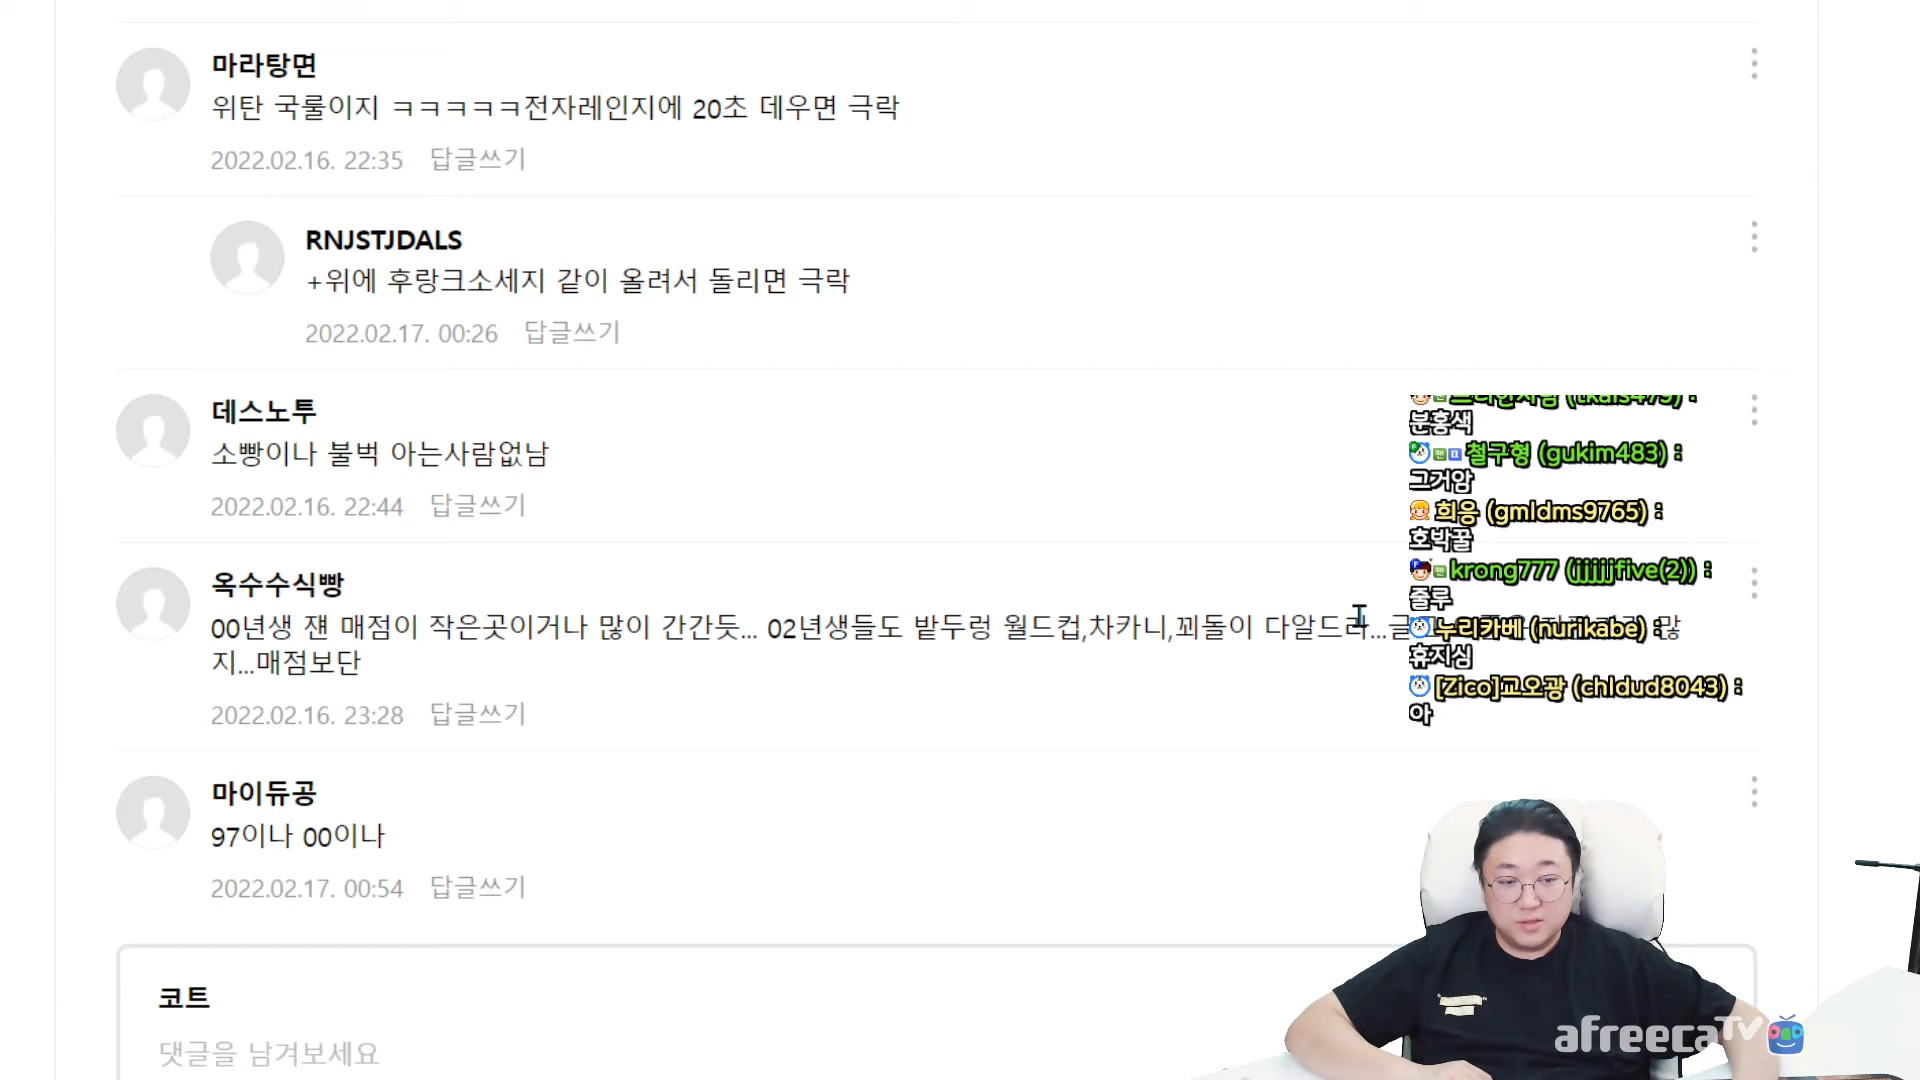 마라탕면
위탄 국룰이지 ㅋㅋㅋㅋㅋ전자레인지에 20초 데우면 극락
2022.02.16. 22:35 답글쓰기
RNJSTJDALS
+위에 후랑크소세지 같이 올려서 돌리면 극락
2022.02.17. 00:26 답글쓰기
데스노투
소빵이나 불벅 아는사람없남
2022.02.16. 22:44 답글쓰기
옥수수식빵
00년생 쟨 매점이 작은곳이거나 많이 간간듯... 02년생들도 밭두렁 월드컵,차카니,꾀돌이 다알드라...글
지...매점보단
2022.02.16. 23:28 답글쓰기
마이듀공
97이나 00이나
2022.02.17. 00:54 답글쓰기
코트
댓글을 남겨보세요
분홍색
철구형 (gukim483) :
그거암
희응 (gmldms9765) :
호박꿀
krong777 (jjjjjfive(2)) :
줄루
누리카베 (nurikabe) :
휴지심
[Zico]교오광 (chldud8043) :
아
afreecaTV